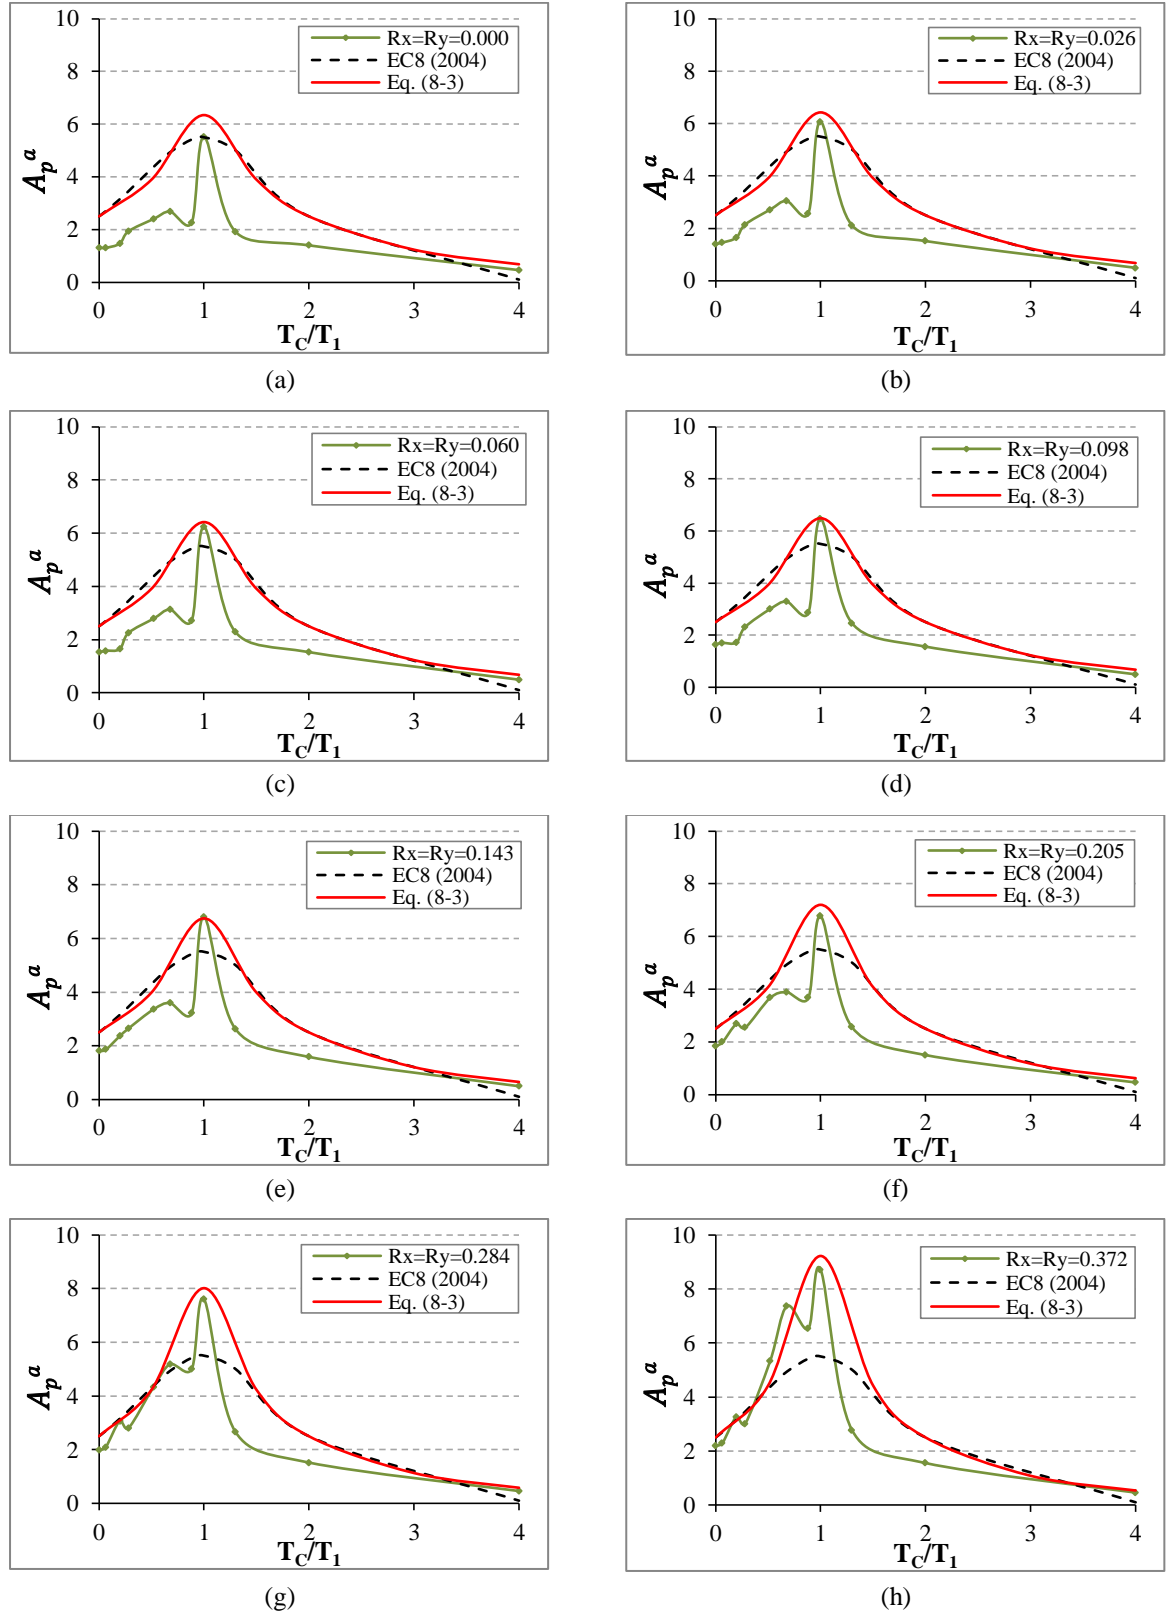 10
8
6
4
2
0
0 1 2 3 4
A_p^a
T_C/T_1
Rx=Ry=0.000
EC8 (2004)
Eq. (8-3)
(a)
10
8
6
4
2
0
0 1 2 3 4
A_p^a
T_C/T_1
Rx=Ry=0.026
EC8 (2004)
Eq. (8-3)
(b)
10
8
6
4
2
0
0 1 2 3 4
A_p^a
T_C/T_1
Rx=Ry=0.060
EC8 (2004)
Eq. (8-3)
(c)
10
8
6
4
2
0
0 1 2 3 4
A_p^a
T_C/T_1
Rx=Ry=0.098
EC8 (2004)
Eq. (8-3)
(d)
10
8
6
4
2
0
0 1 2 3 4
A_p^a
T_C/T_1
Rx=Ry=0.143
EC8 (2004)
Eq. (8-3)
(e)
10
8
6
4
2
0
0 1 2 3 4
A_p^a
T_C/T_1
Rx=Ry=0.205
EC8 (2004)
Eq. (8-3)
(f)
10
8
6
4
2
0
0 1 2 3 4
A_p^a
T_C/T_1
Rx=Ry=0.284
EC8 (2004)
Eq. (8-3)
(g)
10
8
6
4
2
0
0 1 2 3 4
A_p^a
T_C/T_1
Rx=Ry=0.372
EC8 (2004)
Eq. (8-3)
(h)